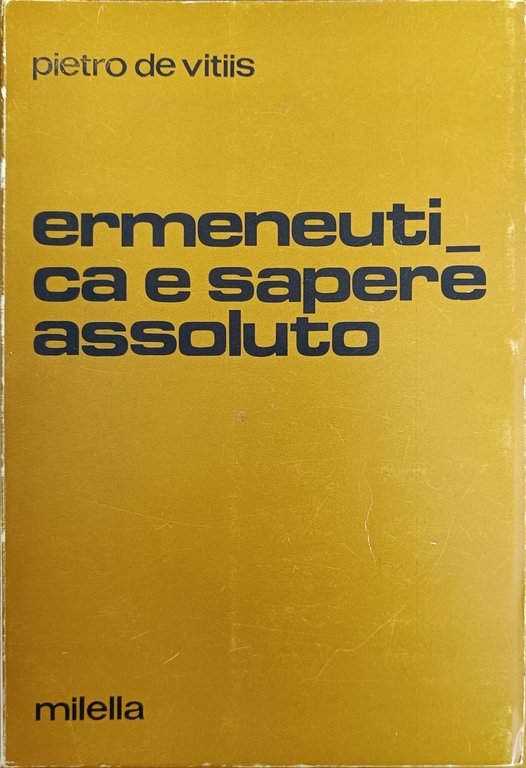 pietro de vitiis
ermeneuti_
ca e sapere
assoluto
milella